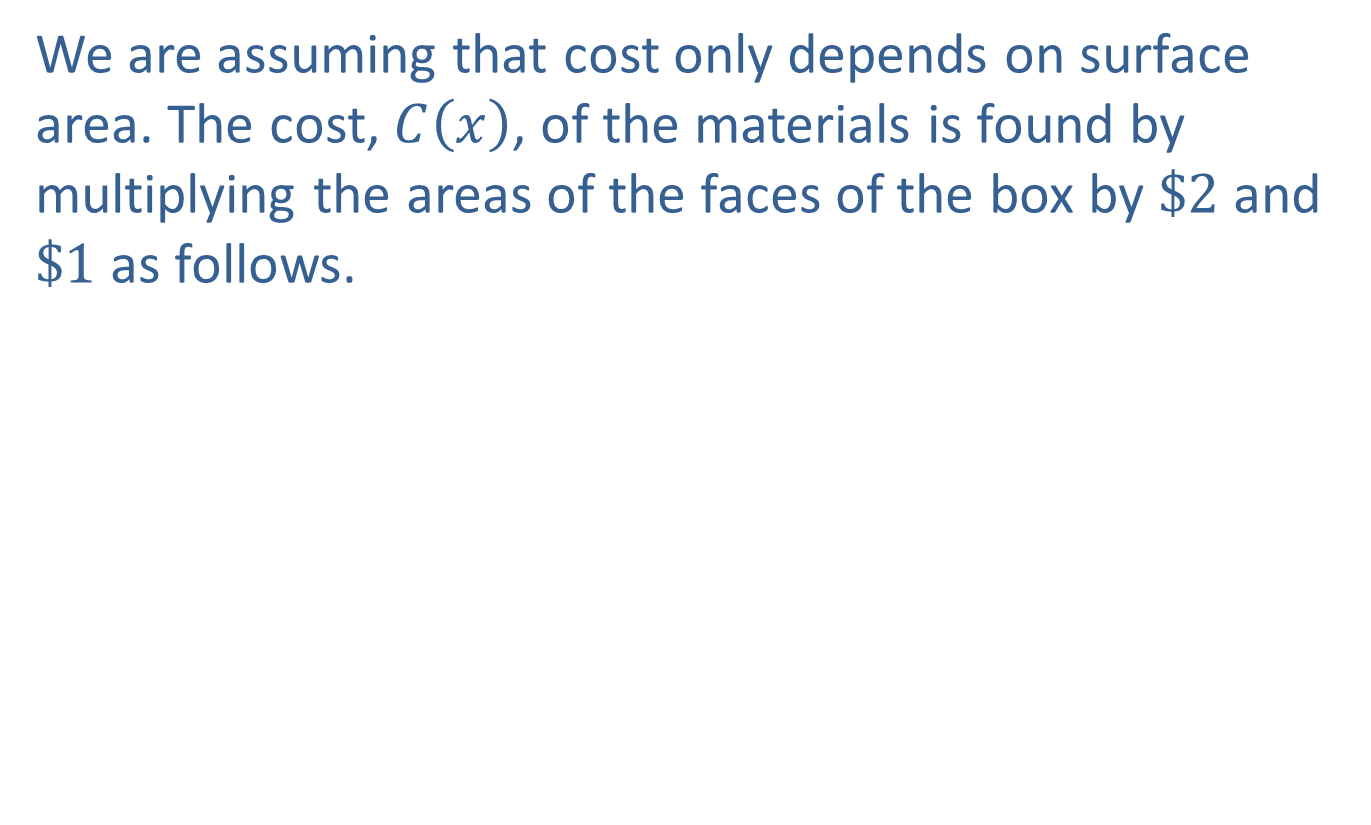 We are assuming that cost only depends on surface
area. The cost, C(x), of the materials is found by
multiplying the areas of the faces of the box by $2 and
$1 as follows.